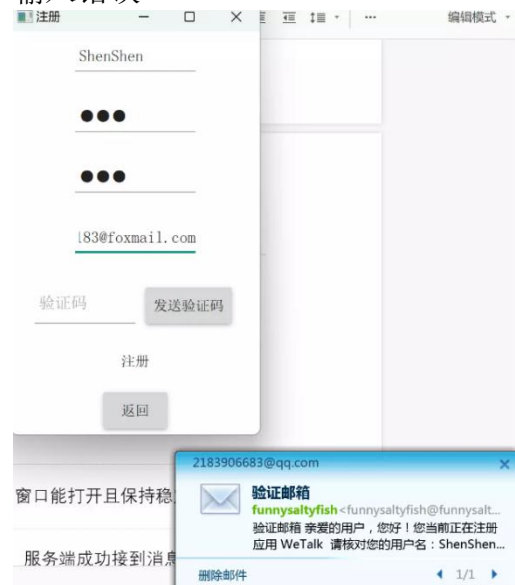 注册
编辑模式
ShenShen
●●●
●●●
183@foxmail.com
验证码 发送验证码
注册
返回
2183906683@qq.com
窗口能打开且保持稳
验证邮箱
funnysaltyfish<funnysaltyfish@funnysalt...
验证邮箱 亲爱的用户，您好！您当前正在注册
应用 WeTalk 请核对您的用户名：ShenShen...
服务端成功接到消息
删除邮件 1/1